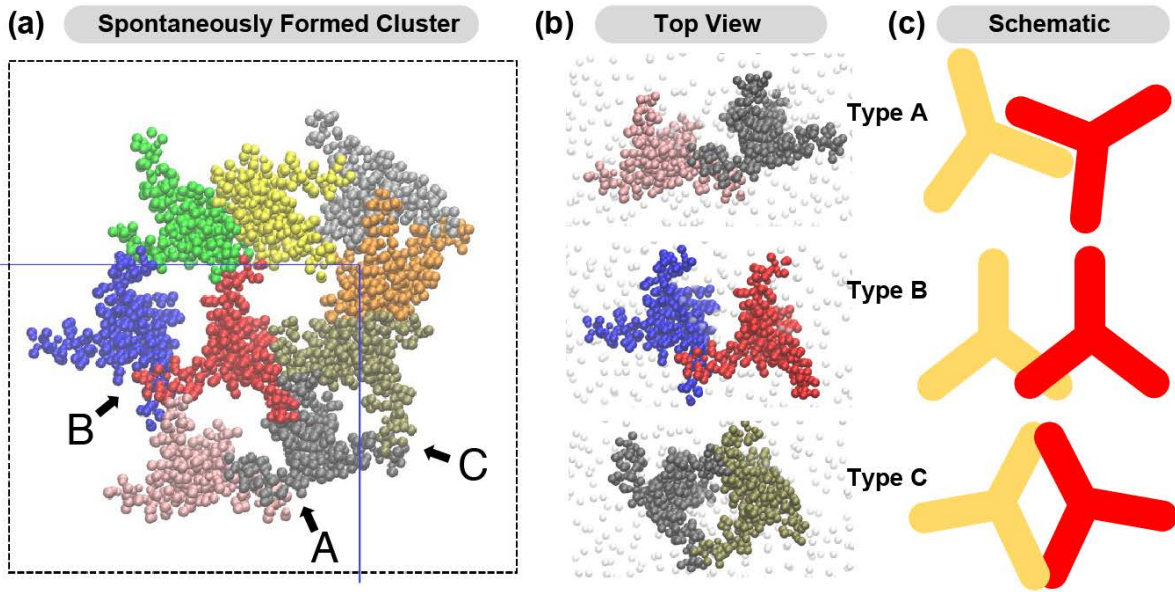 (a) Spontaneously Formed Cluster
(b) Top View
(c) Schematic
Type A
Type B
Type C
B
C
A